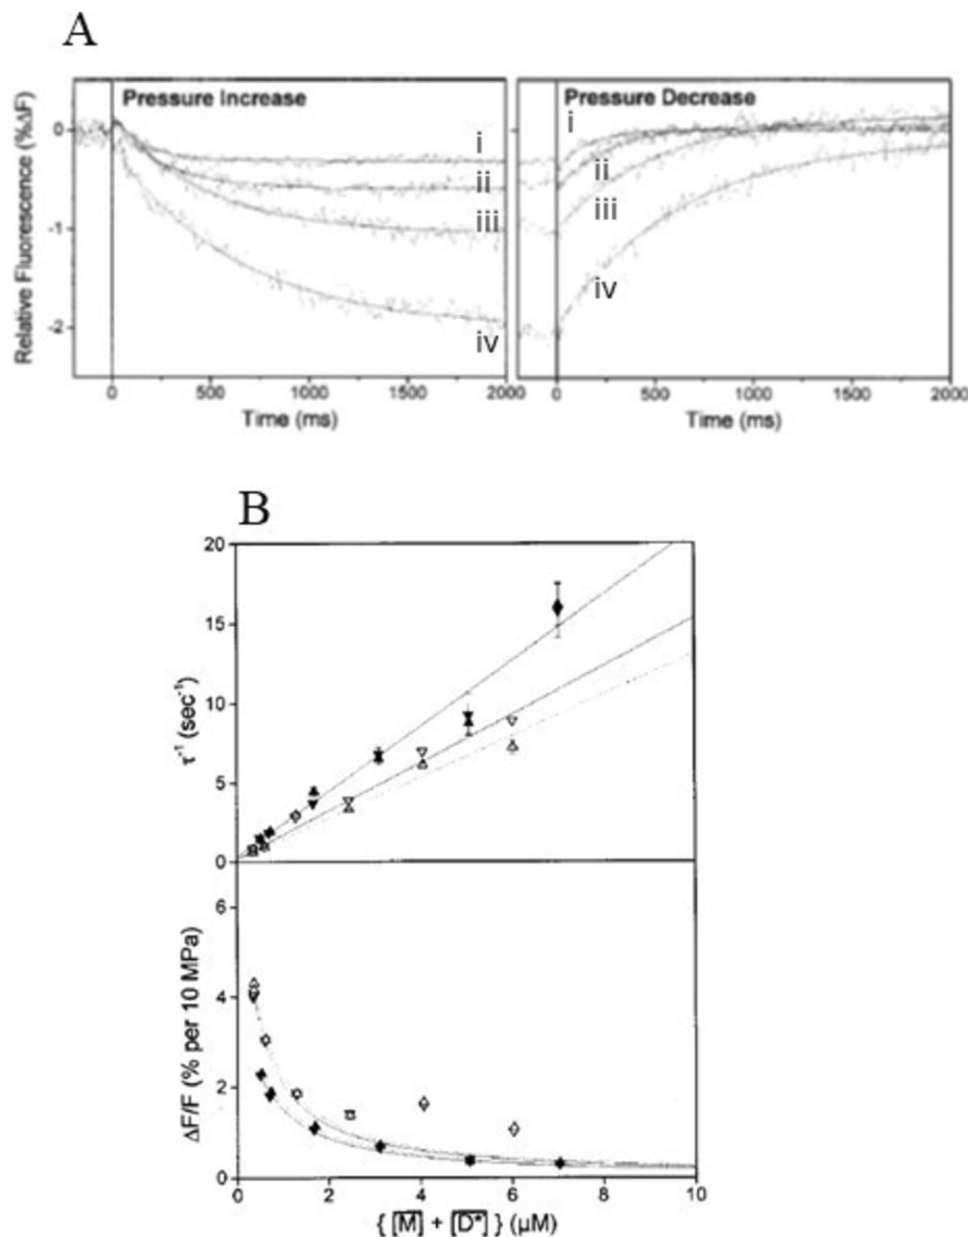 A
Pressure Increase
Pressure Decrease
Relative Fluorescence (%ΔF)
0
-1
-2
i
ii
iii
iv
i
ii
iii
iv
0 500 1000 1500 2000
0 500 1000 1500 2000
Time (ms)
Time (ms)
B
20
15
10
5
0
τ⁻¹ (sec⁻¹)
6
4
2
0
ΔF/F (% per 10 MPa)
0 2 4 6 8 10
{ [M] + [D*] } (µM)